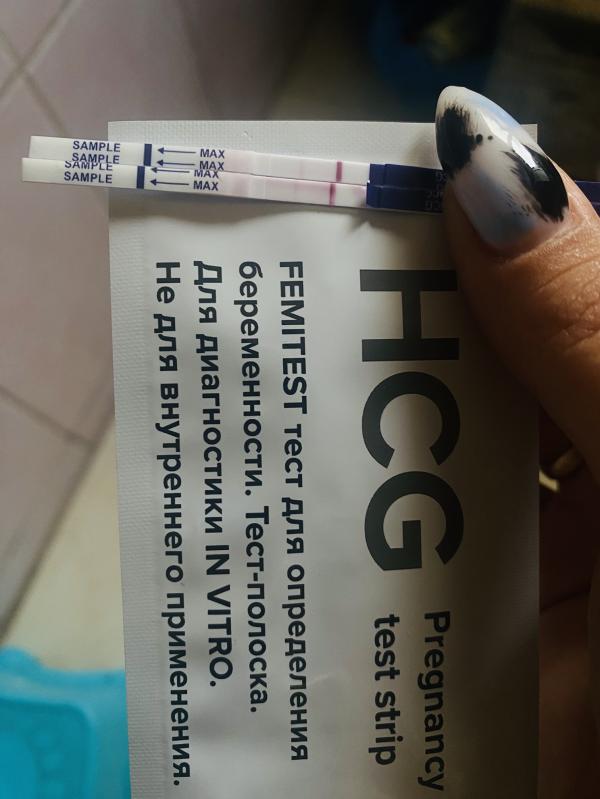 SAMPLE
SAMPLE
SAMPLE
SAMPLE
MAX
MAX
MAX
MAX
HCG
Pregnancy
test strip
FEMITEST тест для определения
беременности. Тест-полоска.
Для диагностики IN VITRO.
Не для внутреннего применения.